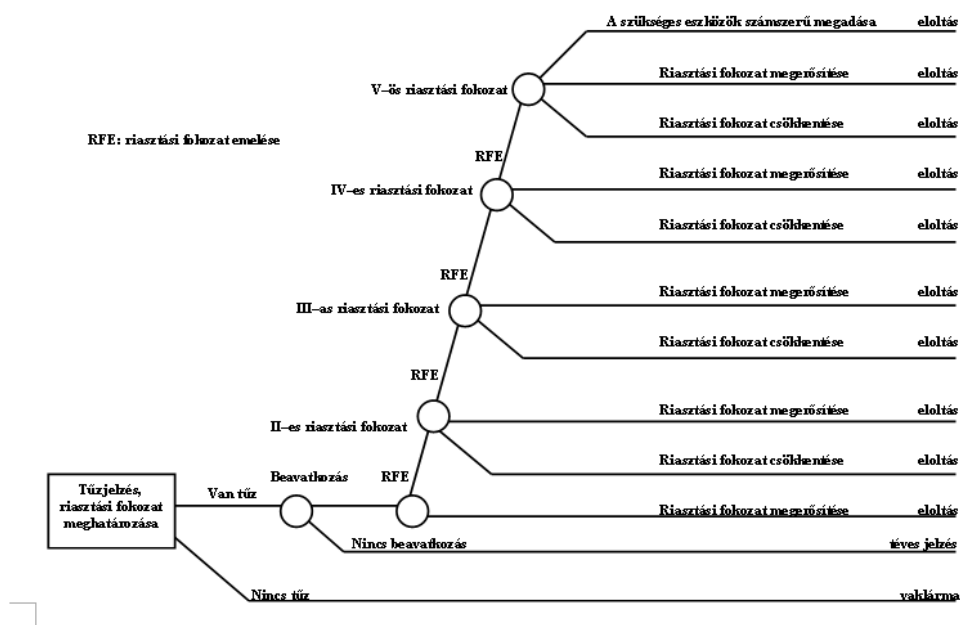 A szükséges eszközök számszerű megadása eloltás
Riasztási fokozat megerősítése eloltás
V–ös riasztási fokozat
Riasztási fokozat csökkentése eloltás
RFE: riasztási fokozat emelése
RFE
Riasztási fokozat megerősítése eloltás
IV–es riasztási fokozat
Riasztási fokozat csökkentése eloltás
RFE
Riasztási fokozat megerősítése eloltás
III–as riasztási fokozat
Riasztási fokozat csökkentése eloltás
RFE
Riasztási fokozat megerősítése eloltás
II–es riasztási fokozat
Riasztási fokozat csökkentése eloltás
Beavatkozás RFE
Tűzjelzés,
riasztási fokozat
meghatározása
Van tűz
Riasztási fokozat megerősítése eloltás
Nincs beavatkozás téves jelzés
Nincs tűz vaklárma